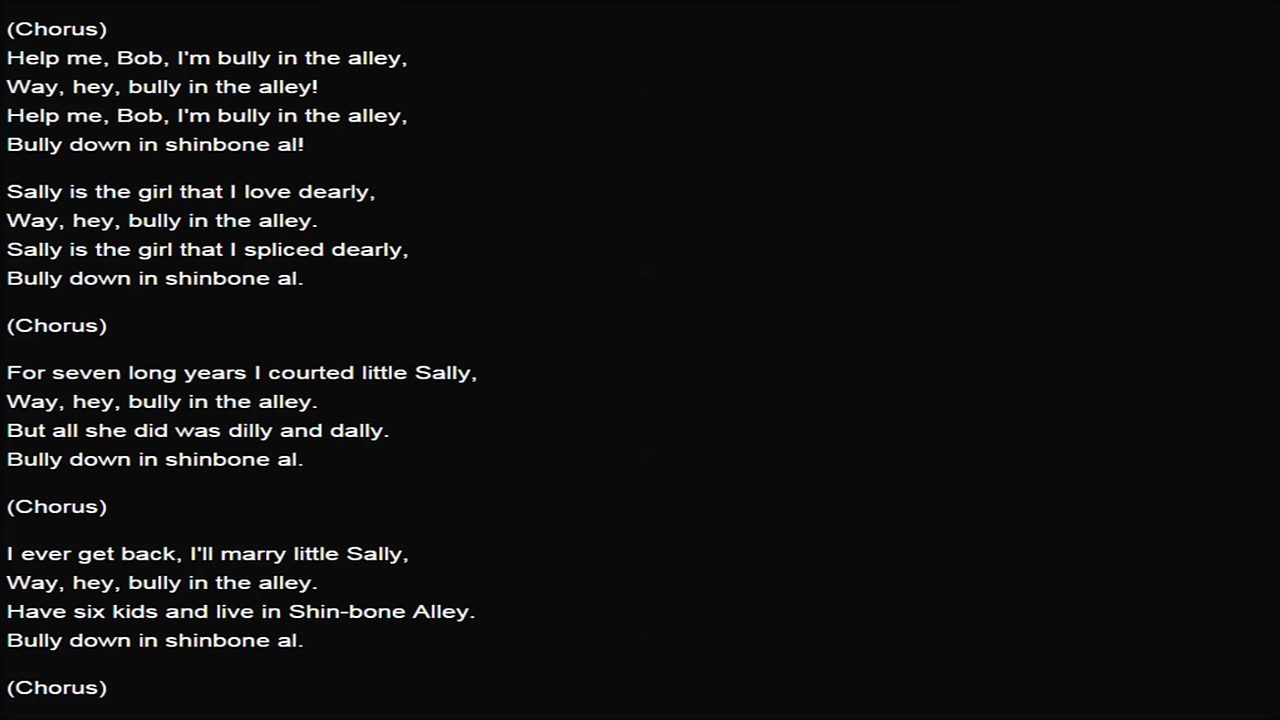 (Chorus)
Help me, Bob, I'm bully in the alley,
Way, hey, bully in the alley!
Help me, Bob, I'm bully in the alley,
Bully down in shinbone al!
Sally is the girl that I love dearly,
Way, hey, bully in the alley.
Sally is the girl that I spliced dearly,
Bully down in shinbone al.
(Chorus)
For seven long years I courted little Sally,
Way, hey, bully in the alley.
But all she did was dilly and dally.
Bully down in shinbone al.
(Chorus)
I ever get back, I'll marry little Sally,
Way, hey, bully in the alley.
Have six kids and live in Shin-bone Alley.
Bully down in shinbone al.
(Chorus)